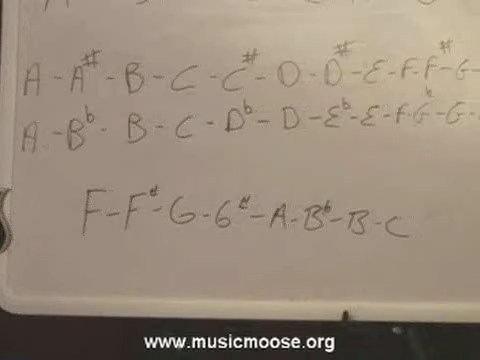 A - A# - B - C - C# - D - D# - E - F - F# - G -
A - Bb - B - C - Db - D - Eb - E - F - Gb - G -
F - F# - G - G# - A - Bb - B - C
www.musicmoose.org